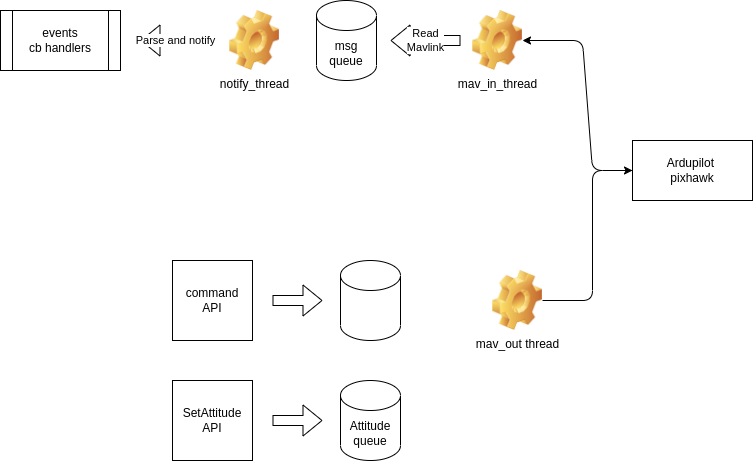 events
cb handlers
Parse and notify
notify_thread
msg
queue
Read
Mavlink
mav_in_thread
Ardupilot
pixhawk
command
API
mav_out thread
SetAttitude
API
Attitude
queue